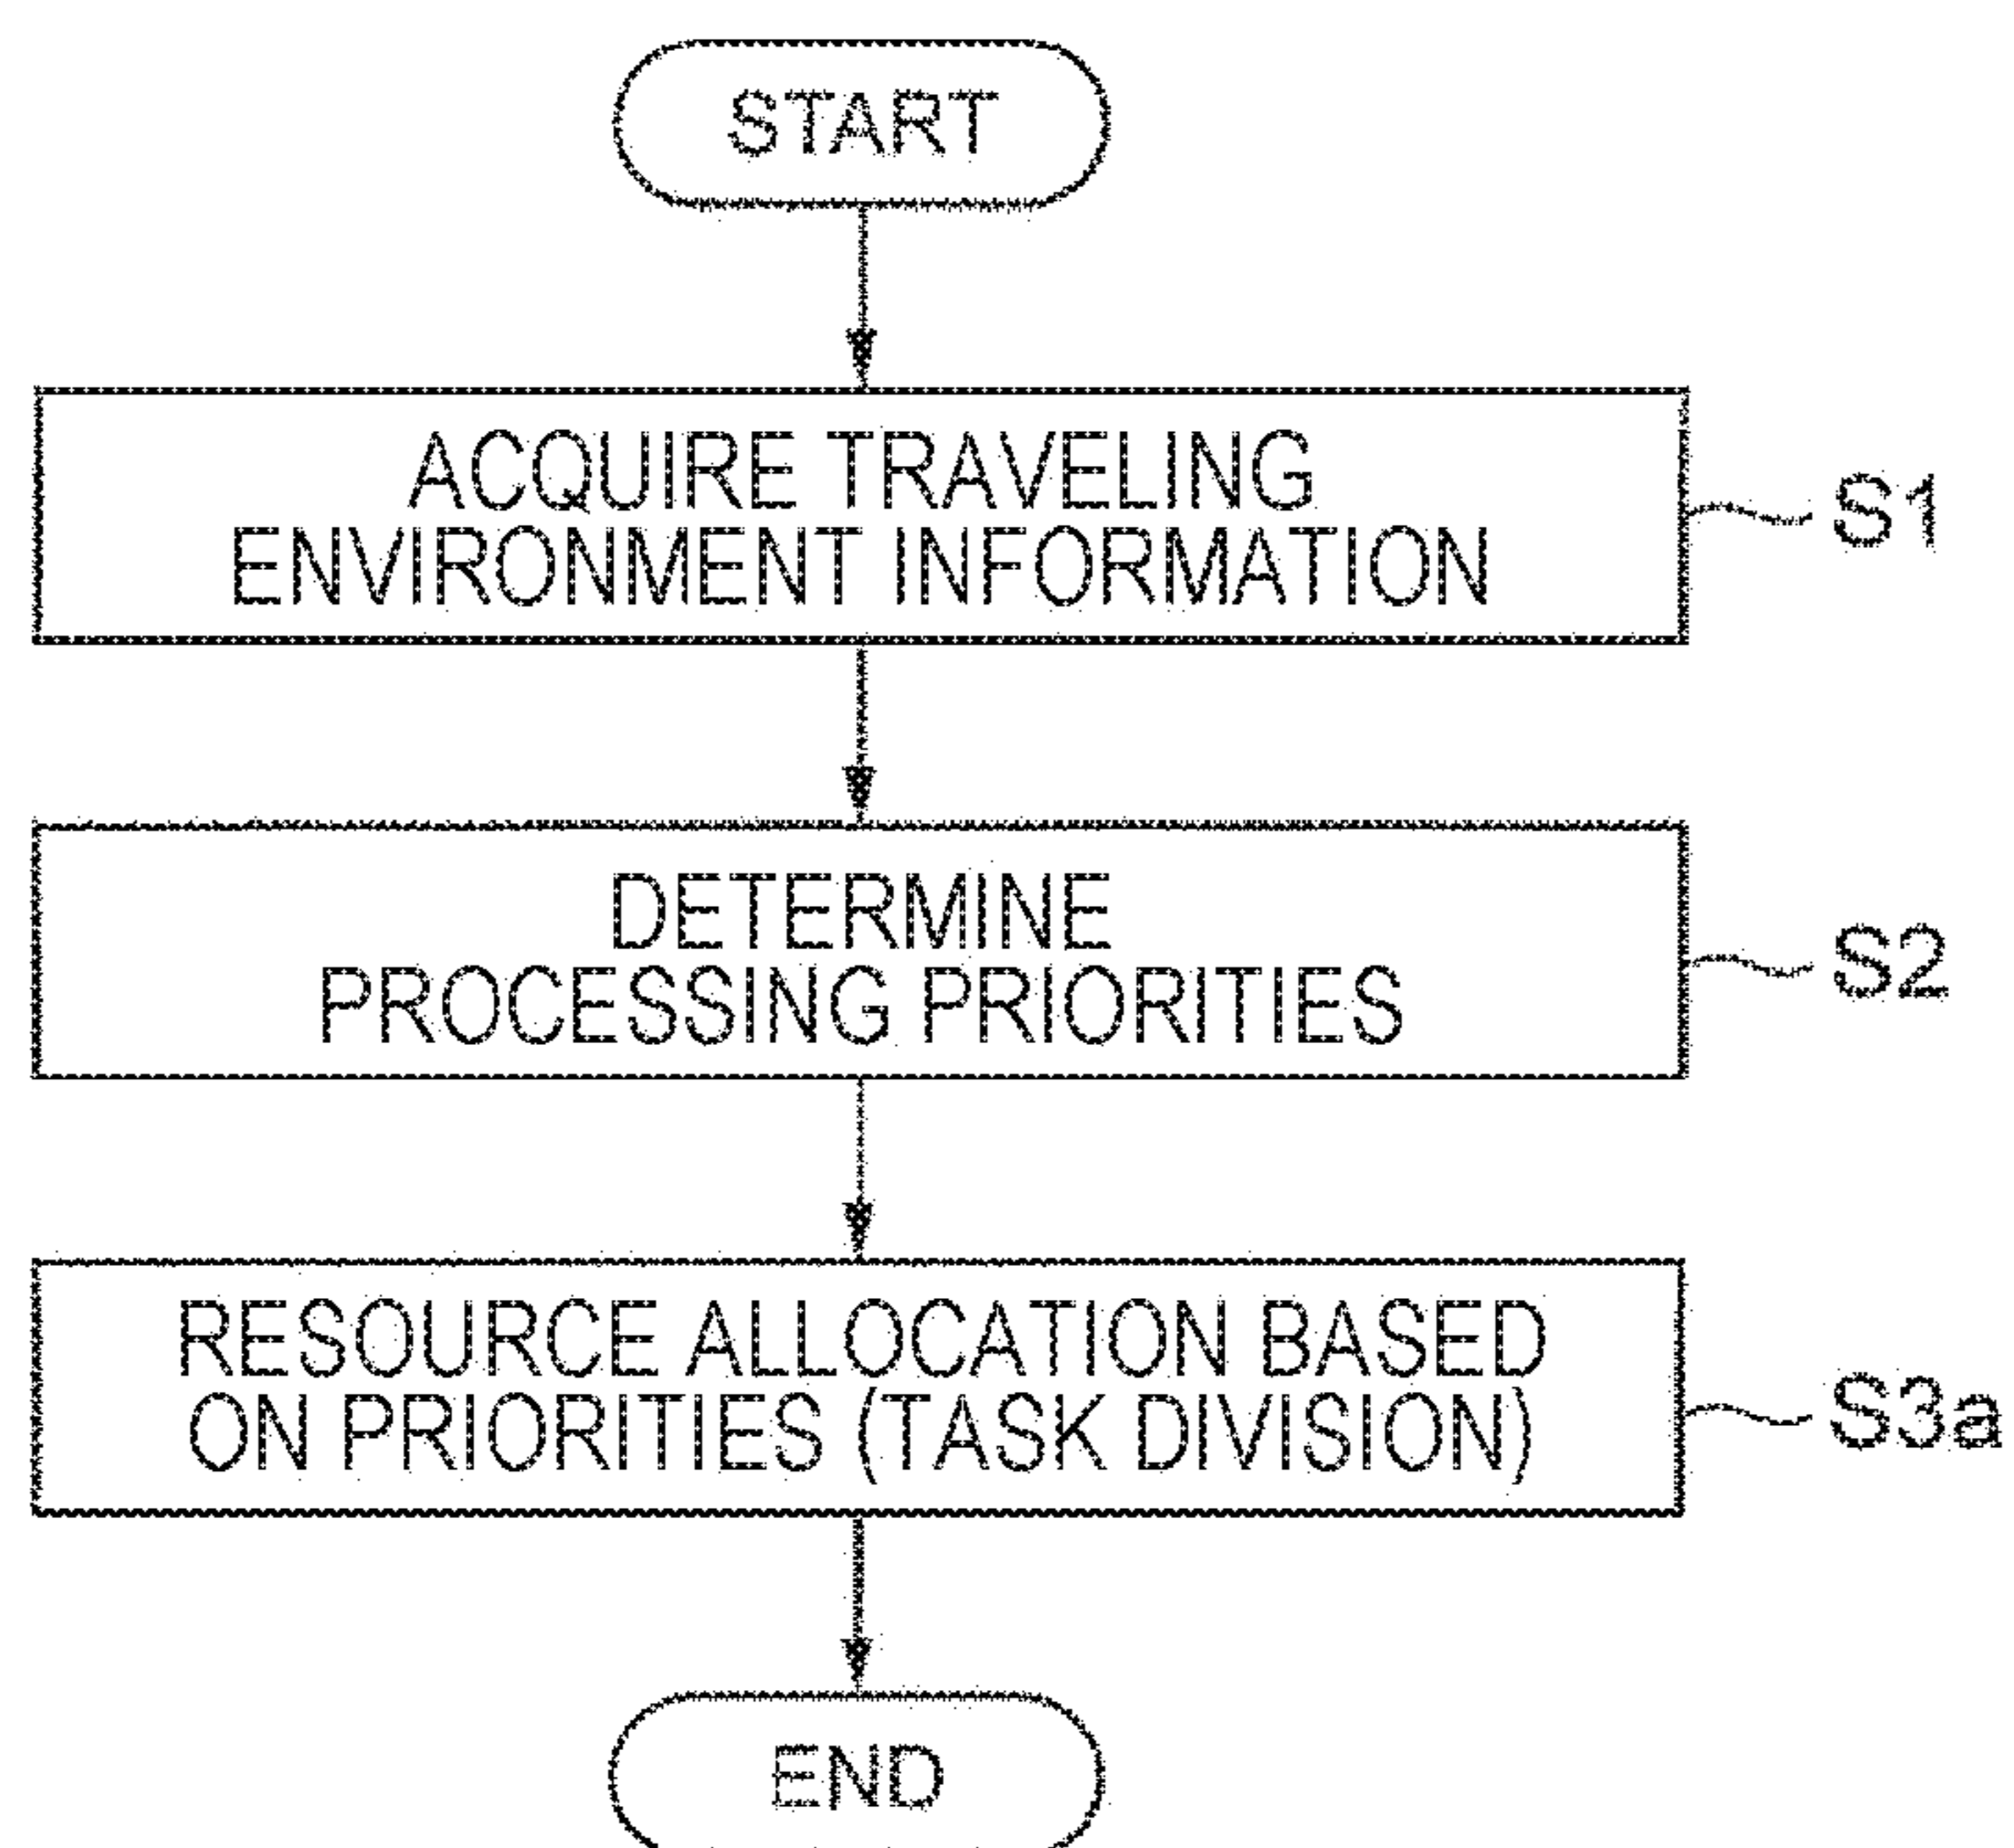 START
ACQUIRE TRAVELING
ENVIRONMENT INFORMATION
S1
DETERMINE
PROCESSING PRIORITIES
S2
RESOURCE ALLOCATION BASED
ON PRIORITIES (TASK DIVISION)
S3a
END